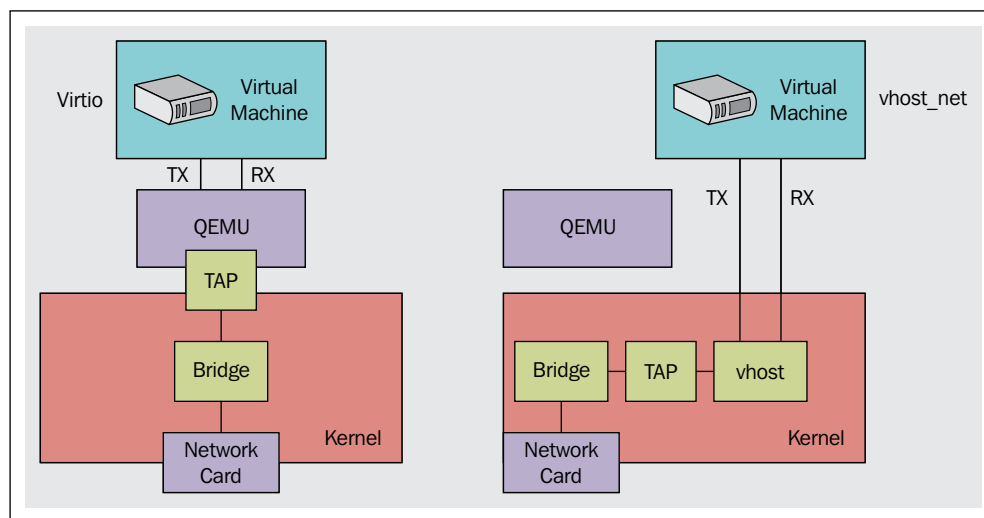 Virtio
Virtual
Machine
TX
RX
QEMU
TAP
Bridge
Kernel
Network
Card
Virtual
Machine
vhost_net
TX
RX
QEMU
Bridge
TAP
vhost
Kernel
Network
Card